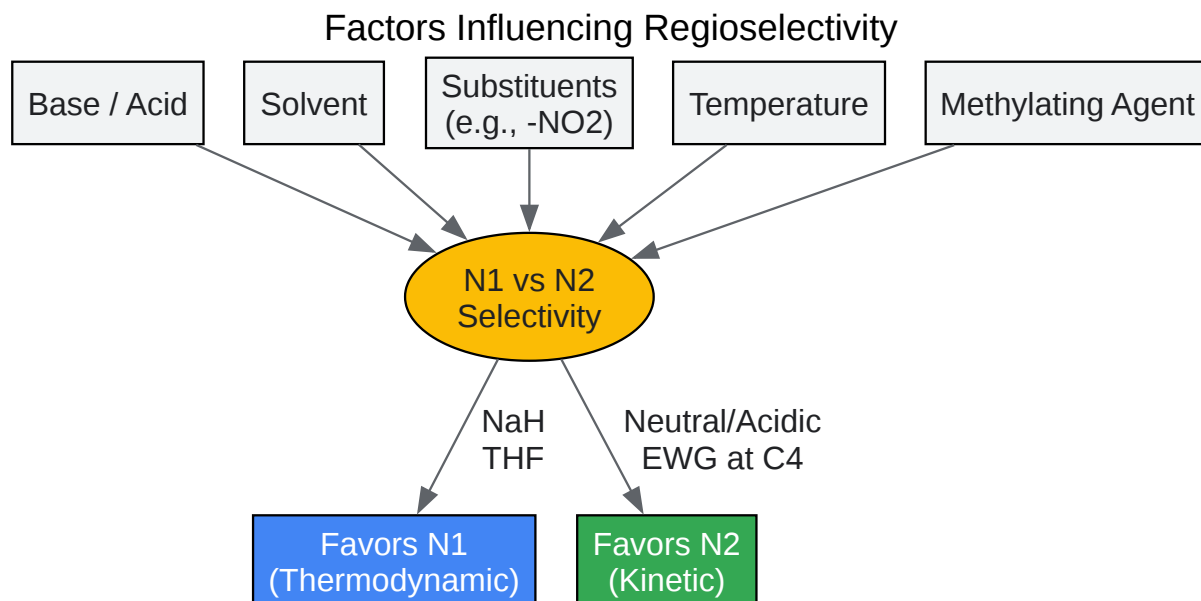 Factors Influencing Regioselectivity
Base / Acid
Solvent
Substituents
(e.g., -NO2)
Temperature
Methylating Agent
N1 vs N2
Selectivity
NaH
THF
Neutral/Acidic
EWG at C4
Favors N1
(Thermodynamic)
Favors N2
(Kinetic)